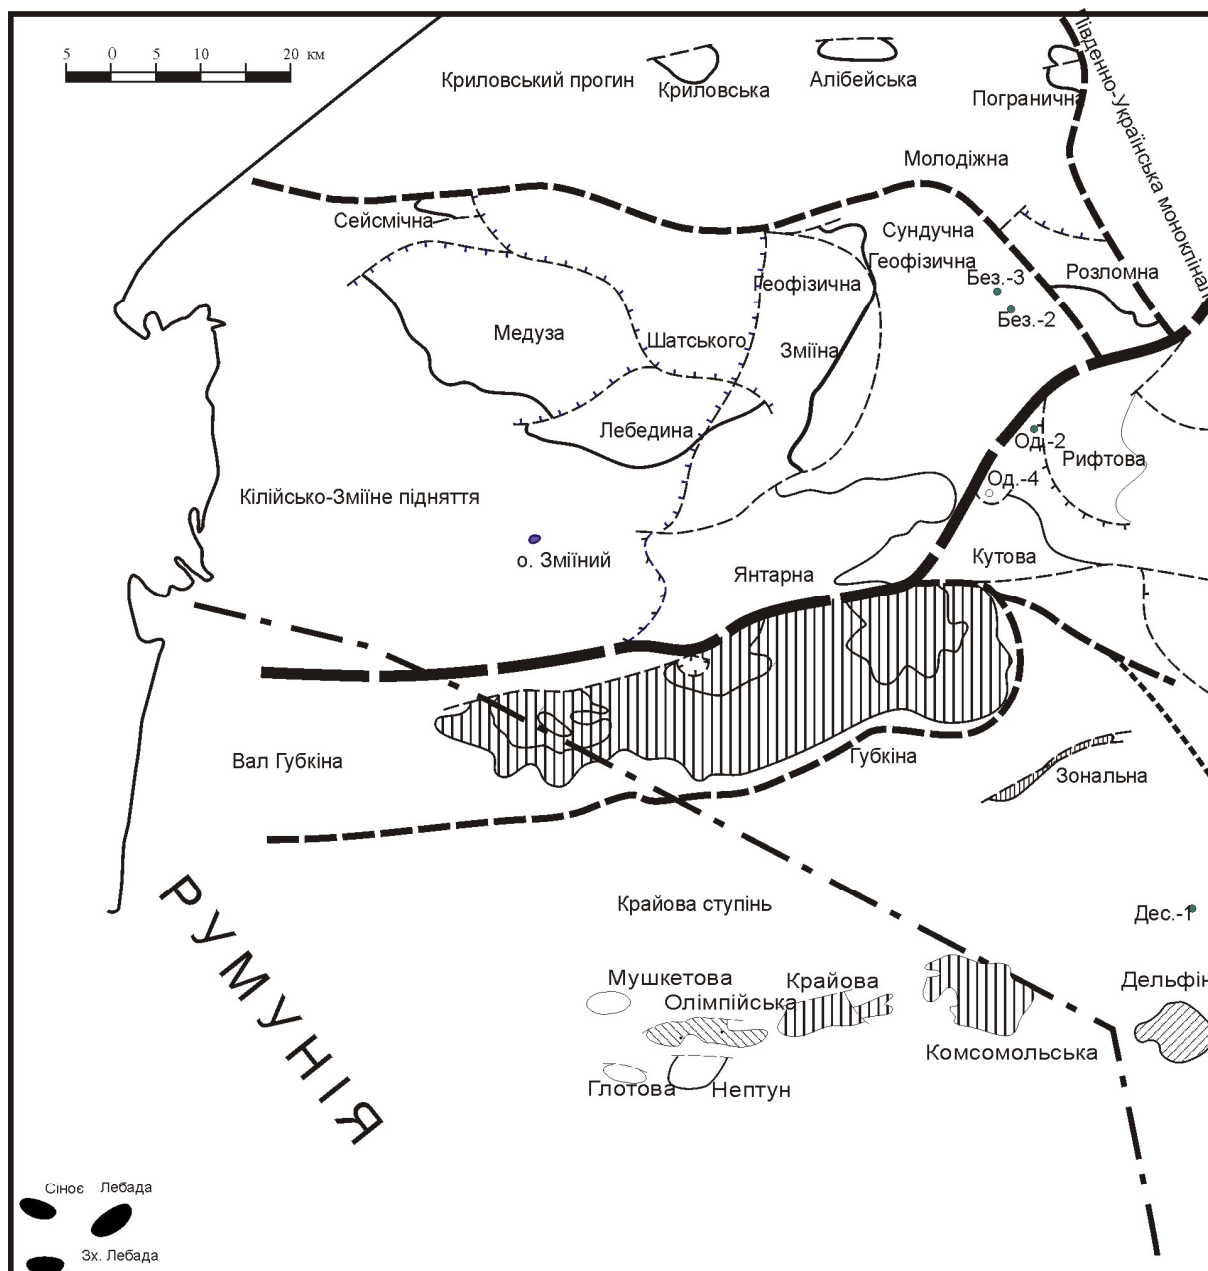 5 0 5 10 20 км
Криловський прогин
Криловська
Алібейська
Погранична
Південно-Українська монокліналь
Молодіжна
Сейсмічна
Сундучна
Геофізична
Геофізична
Розломна
Без.-3
Без.-2
Медуза
Шатського
Зміїна
Лебедина
Од.-2
Рифтова
Од.-4
Кілійсько-Зміїне підняття
о. Зміїний
Янтарна
Кутова
Вал Губкіна
Губкіна
Зональна
РУМУНІЯ
Крайова ступінь
Дес.-1
Мушкетова
Олімпійська
Крайова
Дельфін
Комсомольська
Глотова
Нептун
Сіноє
Лебада
Зх. Лебада